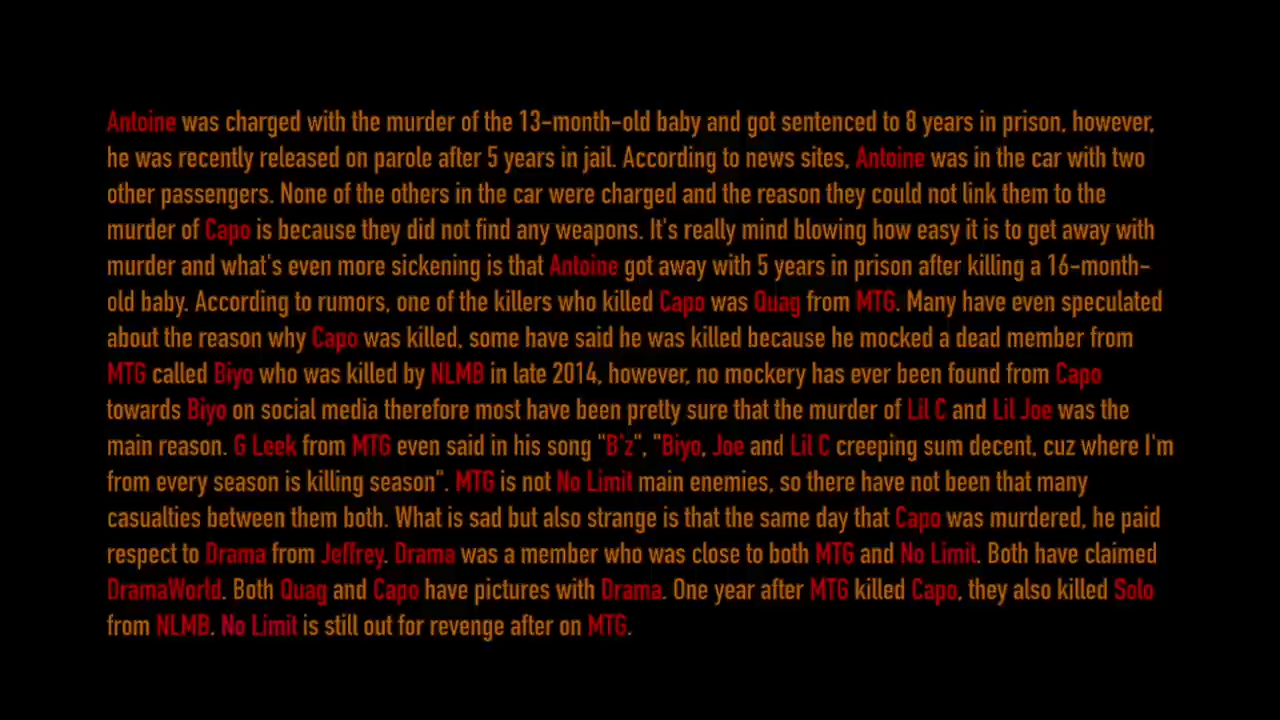 Antoine was charged with the murder of the 13-month-old baby and got sentenced to 8 years in prison, however,
he was recently released on parole after 5 years in jail. According to news sites, Antoine was in the car with two
other passengers. None of the others in the car were charged and the reason they could not link them to the
murder of Capo is because they did not find any weapons. It's really mind blowing how easy it is to get away with
murder and what's even more sickening is that Antoine got away with 5 years in prison after killing a 16-month-
old baby. According to rumors, one of the killers who killed Capo was Quag from MTG. Many have even speculated
about the reason why Capo was killed, some have said he was killed because he mocked a dead member from
MTG called Biyo who was killed by NLMB in late 2014, however, no mockery has ever been found from Capo
towards Biyo on social media therefore most have been pretty sure that the murder of Lil C and Lil Joe was the
main reason. G Leek from MTG even said in his song "B'z", "Biyo, Joe and Lil C creeping sum decent, cuz where I'm
from every season is killing season". MTG is not No Limit main enemies, so there have not been that many
casualties between them both. What is sad but also strange is that the same day that Capo was murdered, he paid
respect to Drama from Jeffrey. Drama was a member who was close to both MTG and No Limit. Both have claimed
DramaWorld. Both Quag and Capo have pictures with Drama. One year after MTG killed Capo, they also killed Solo
from NLMB. No Limit is still out for revenge after on MTG.